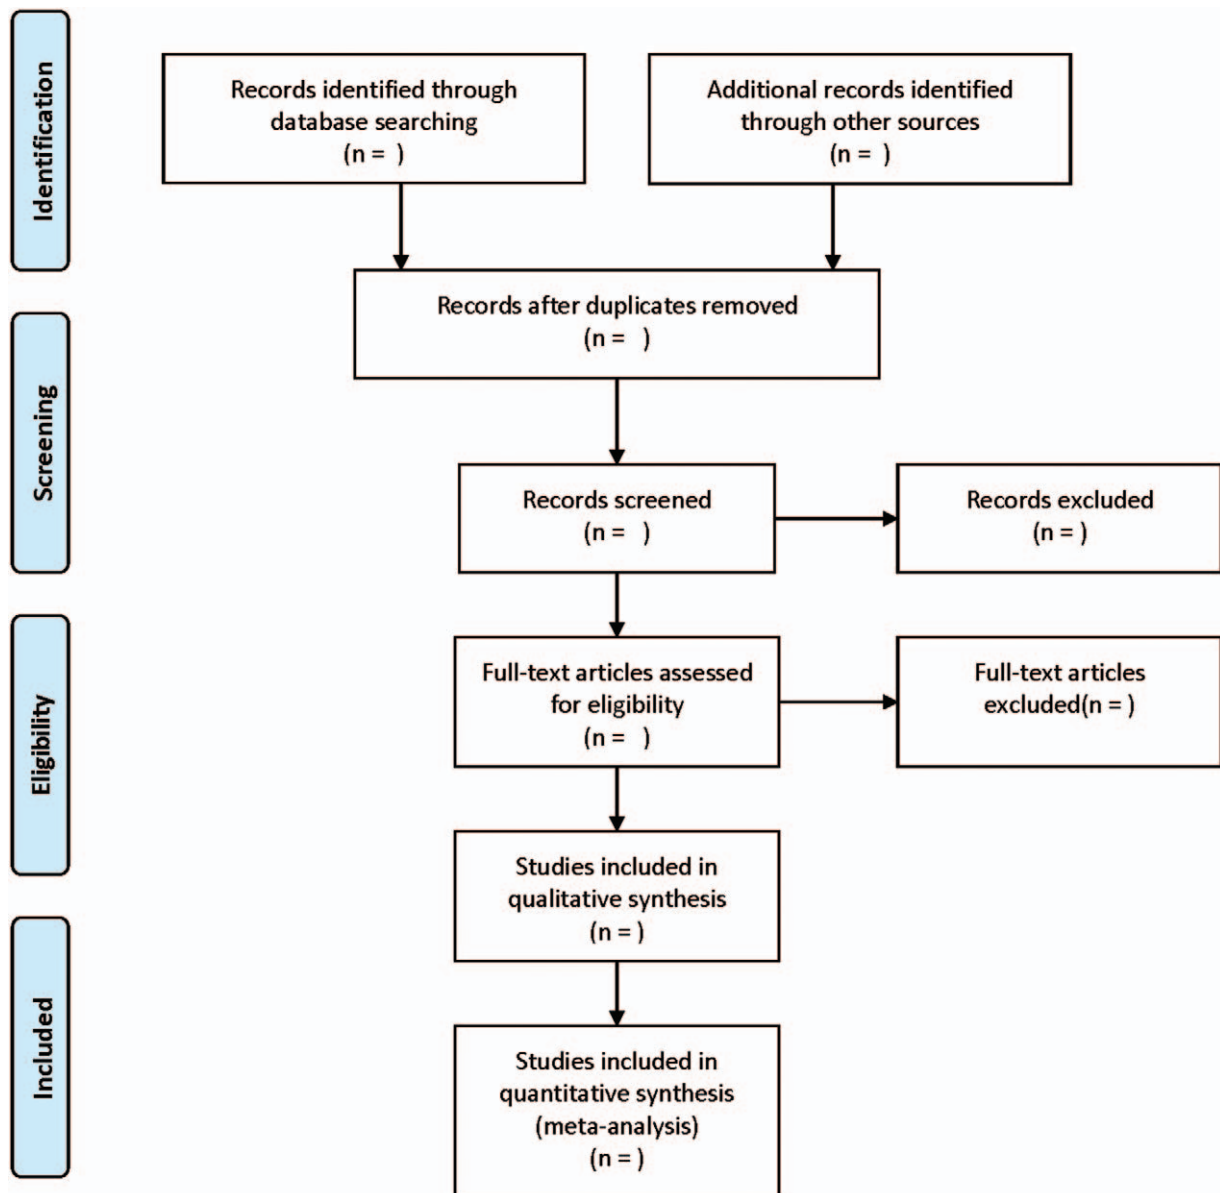 Identification
Records identified through
database searching
(n =  )
Additional records identified
through other sources
(n =  )
Records after duplicates removed
(n =  )
Screening
Records screened
(n =  )
Records excluded
(n = )
Eligibility
Full-text articles assessed
for eligibility
(n =  )
Full-text articles
excluded(n = )
Studies included in
qualitative synthesis
(n = )
Included
Studies included in
quantitative synthesis
(meta-analysis)
(n = )